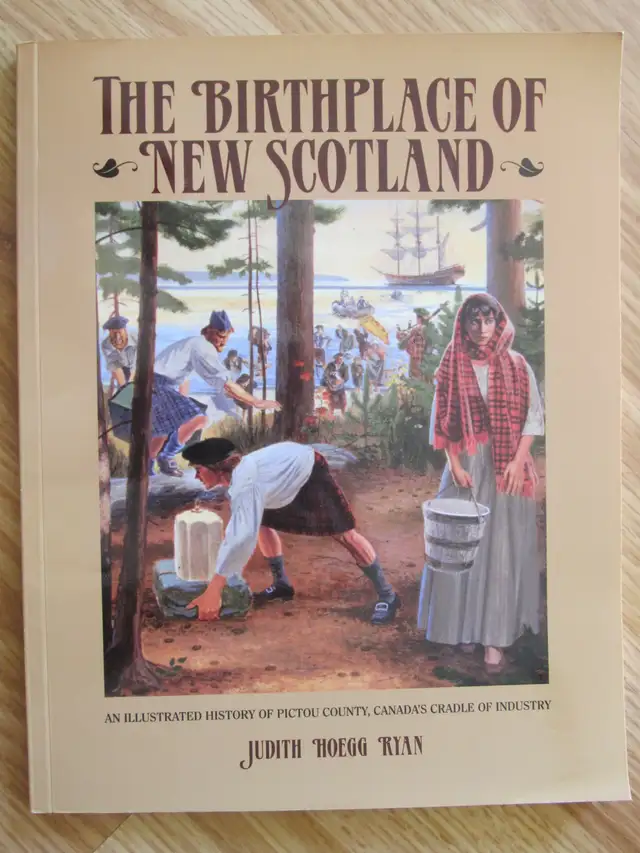 THE BIRTHPLACE OF
NEW SCOTLAND
AN ILLUSTRATED HISTORY OF PICTOU COUNTY, CANADA'S CRADLE OF INDUSTRY
JUDITH HOEGG RYAN